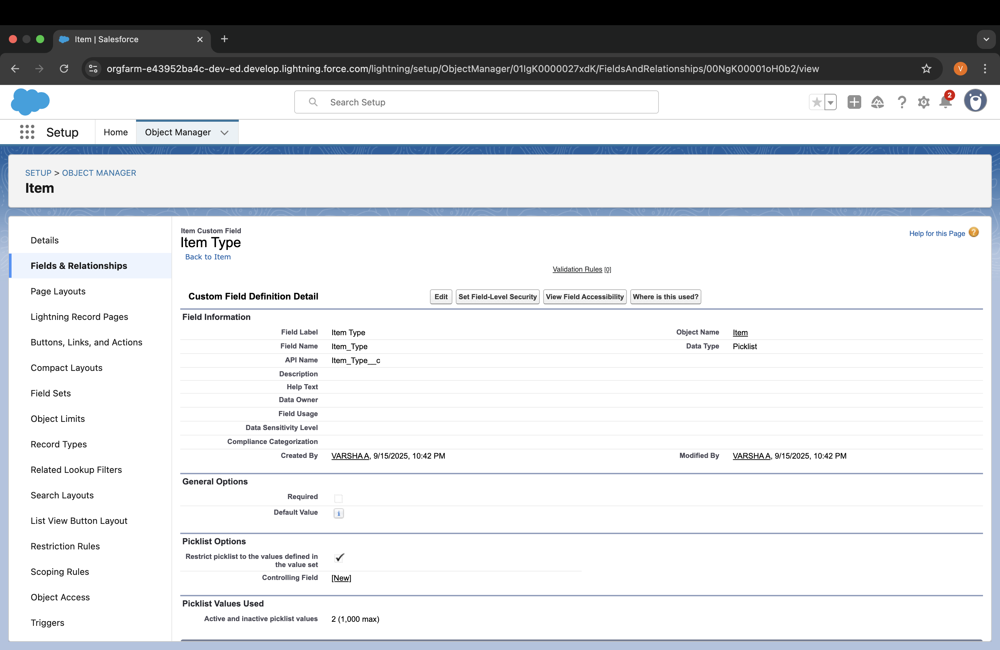 Item | Salesforce
orgfarm-e43952ba4c-dev-ed.develop.lightning.force.com/lightning/setup/ObjectManager/01IgK0000027xdK/FieldsAndRelationships/00NgK00001oH0b2/view
V
Search Setup
2
Setup
Home
Object Manager
SETUP > OBJECT MANAGER
Item
Details
Fields & Relationships
Page Layouts
Lightning Record Pages
Buttons, Links, and Actions
Compact Layouts
Field Sets
Object Limits
Record Types
Related Lookup Filters
Search Layouts
List View Button Layout
Restriction Rules
Scoping Rules
Object Access
Triggers
Item Custom Field
Item Type
Back to Item
Help for this Page ?
Validation Rules [0]
Custom Field Definition Detail
Edit
Set Field-Level Security
View Field Accessibility
Where is this used?
Field Information
Field Label Item Type Object Name Item
Field Name Item_Type Data Type Picklist
API Name Item_Type__c
Description
Help Text
Data Owner
Field Usage
Data Sensitivity Level
Compliance Categorization
Created By VARSHA A, 9/15/2025, 10:42 PM Modified By VARSHA A, 9/15/2025, 10:42 PM
General Options
Required
Default Value i
Picklist Options
Restrict picklist to the values defined in
the value set
Controlling Field [New]
Picklist Values Used
Active and inactive picklist values 2 (1,000 max)